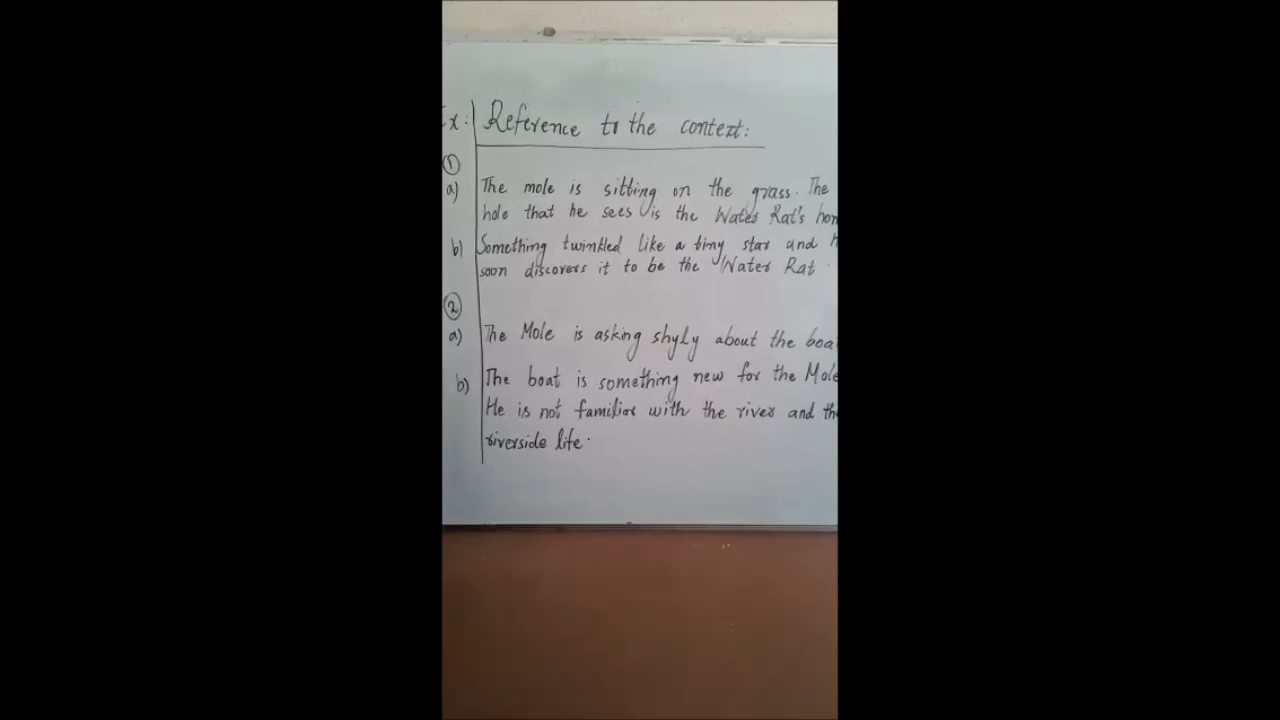 Ex: Reference to the context:
①
a) The mole is sitting on the grass. The
hole that he sees is the Water Rat's
b) Something twinkled like a tiny star and
soon discovers it to be the Water Rat.
②
a) The Mole is asking shyly about the
b) The boat is something new for the Mole
He is not familiar with the river and
riverside life.